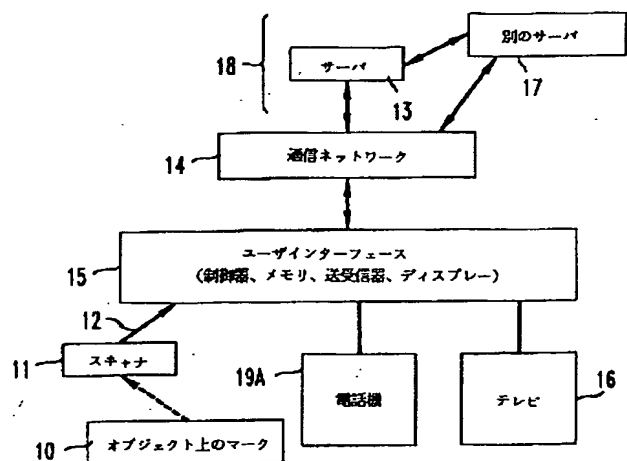 別のサーバ
18
サーバ
13
17
14
通信ネットワーク
15
ユーザインターフェース
(制御器、メモリ、送受信器、ディスプレー)
12
11
スキャナ
19A
電話機
テレビ
16
10
オブジェクト上のマーク